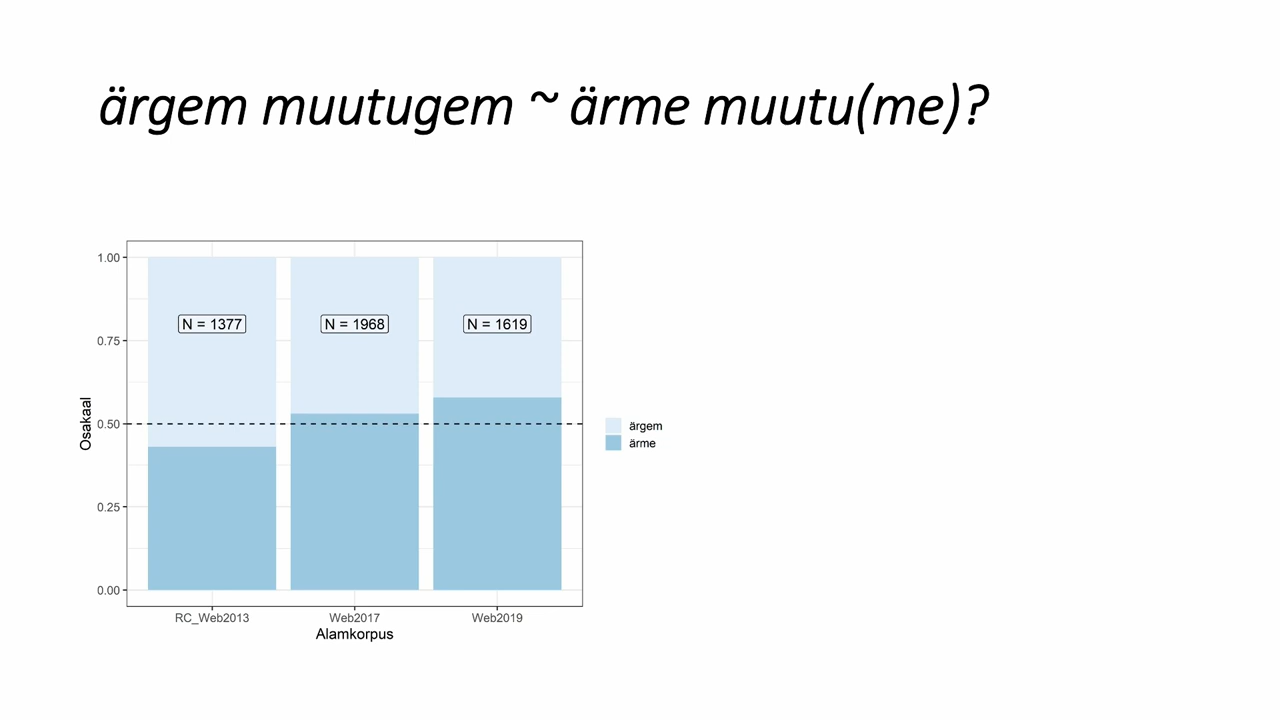 ärgem muutugem ~ ärme muutu(me)?
1.00
0.75
0.50
0.25
0.00
Osakaal
N = 1377
N = 1968
N = 1619
RC_Web2013
Web2017
Web2019
Alamkorpus
ärgem
ärme